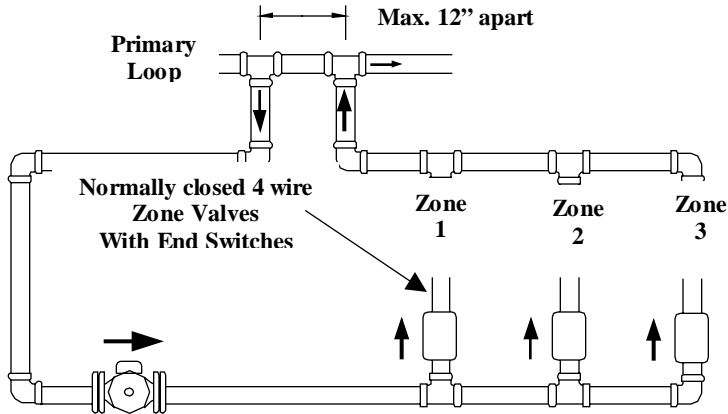 Max. 12” apart
Primary
Loop
Normally closed 4 wire
Zone Valves
With End Switches
Zone
1
Zone
2
Zone
3